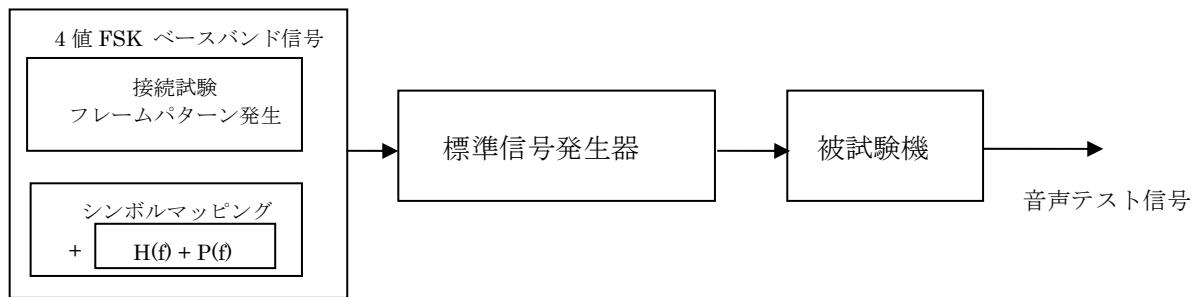 4 値 FSK ベースバンド信号
接続試験
フレームパターン発生
シンボルマッピング
+ H(f) + P(f)
標準信号発生器
被試験機
音声テスト信号